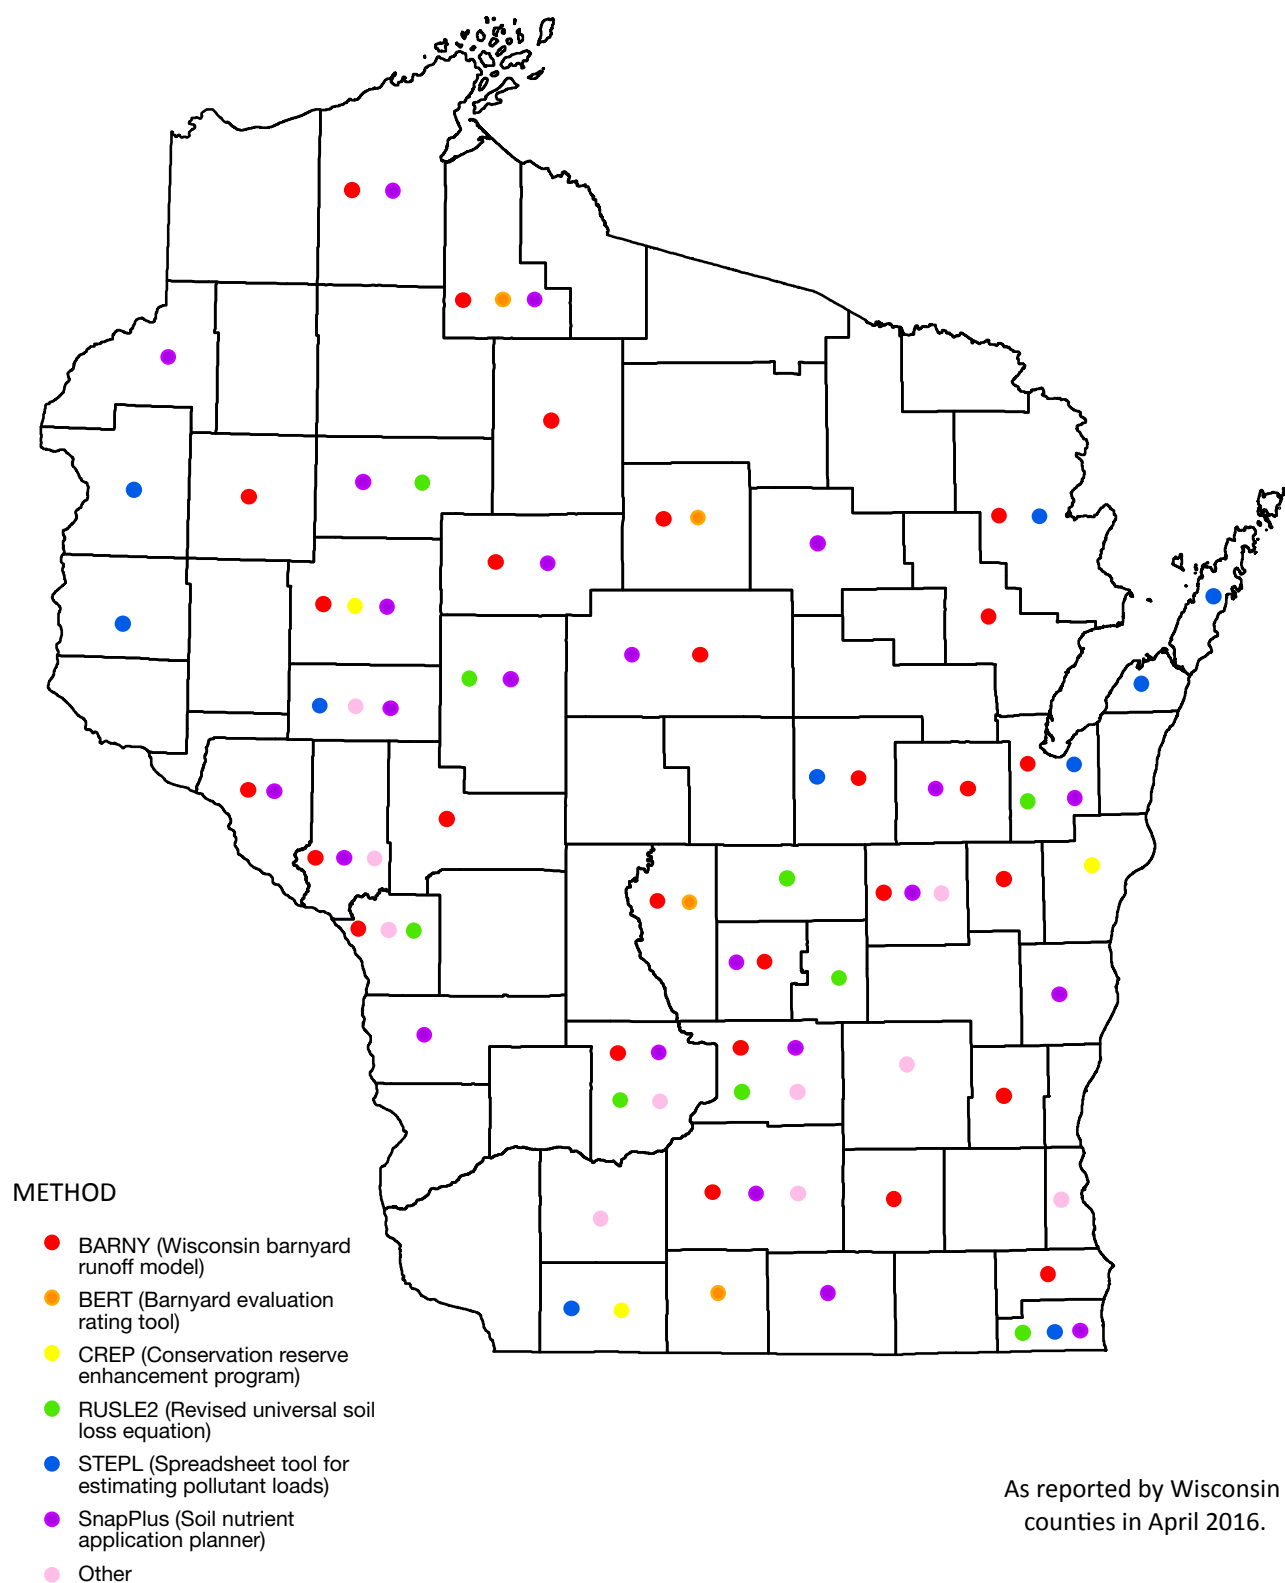 METHOD
BARNY (Wisconsin barnyard
runoff model)
BERT (Barnyard evaluation
rating tool)
CREP (Conservation reserve
enhancement program)
RUSLE2 (Revised universal soil
loss equation)
STEPL (Spreadsheet tool for
estimating pollutant loads)
SnapPlus (Soil nutrient
application planner)
Other
As reported by Wisconsin
counties in April 2016.